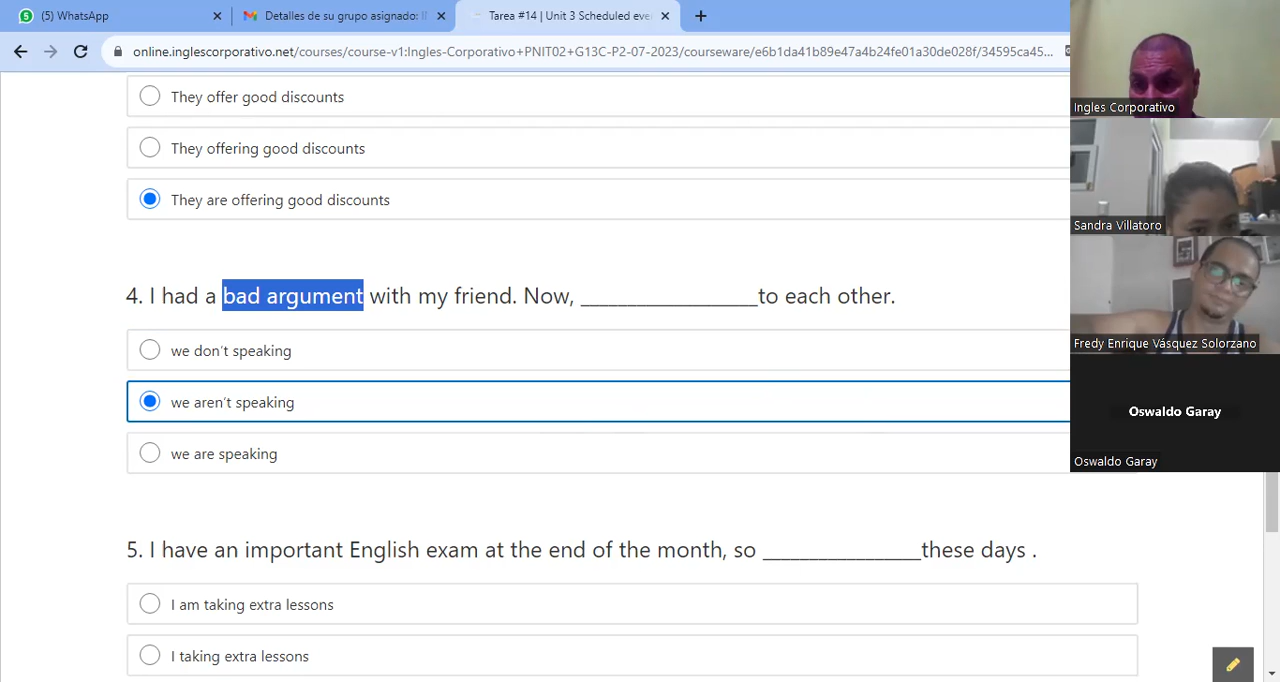 (5) WhatsApp
Detalles de su grupo asignado: I
Tarea #14 | Unit 3 Scheduled eve
online.inglescorporativo.net/courses/course-v1:Ingles-Corporativo+PNIT02+G13C-P2-07-2023/courseware/e6b1da41b89e47a4b24fe01a30de028f/34595ca45...
They offer good discounts
They offering good discounts
They are offering good discounts
4. I had a bad argument with my friend. Now, ___________________to each other.
we don't speaking
we aren't speaking
we are speaking
5. I have an important English exam at the end of the month, so _________________these days .
I am taking extra lessons
I taking extra lessons
Ingles Corporativo
Sandra Villatoro
Fredy Enrique Vásquez Solorzano
Oswaldo Garay
Oswaldo Garay